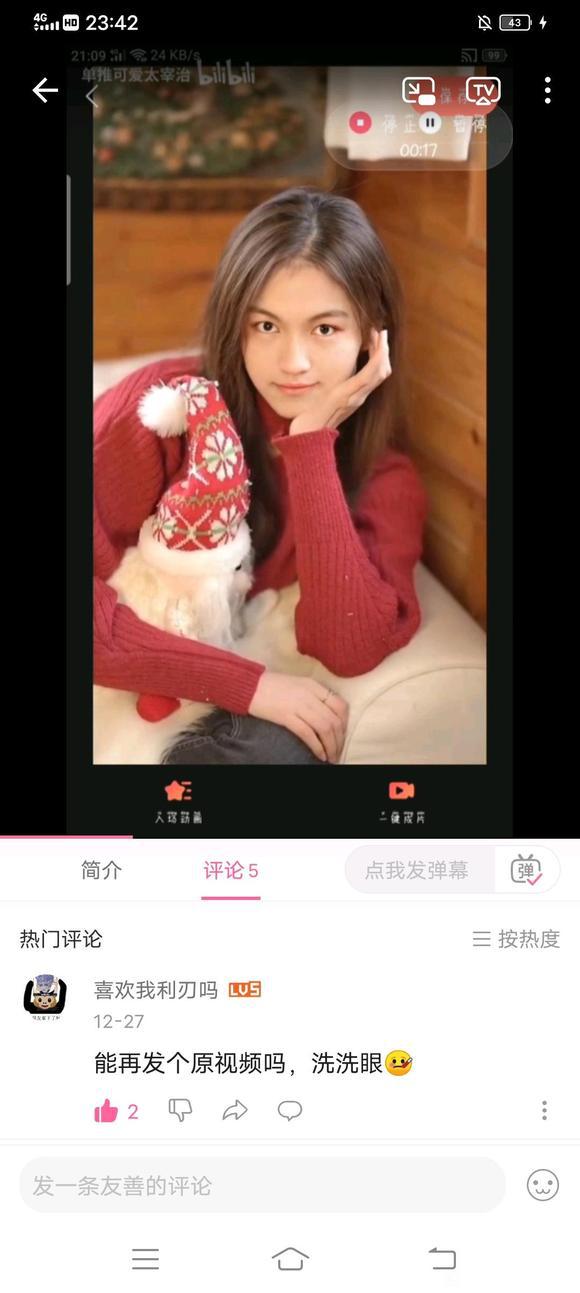 4G HD 23:42 43
21:09 24 KB/s 99
单推可爱太宰治 bilibili
TV 保存
停止 暂停
00:17
简介 评论 5 点我发弹幕 弹
热门评论 按热度
喜欢我利刃吗 LV5
12-27
能再发个原视频吗，洗洗眼🤒
2
发一条友善的评论